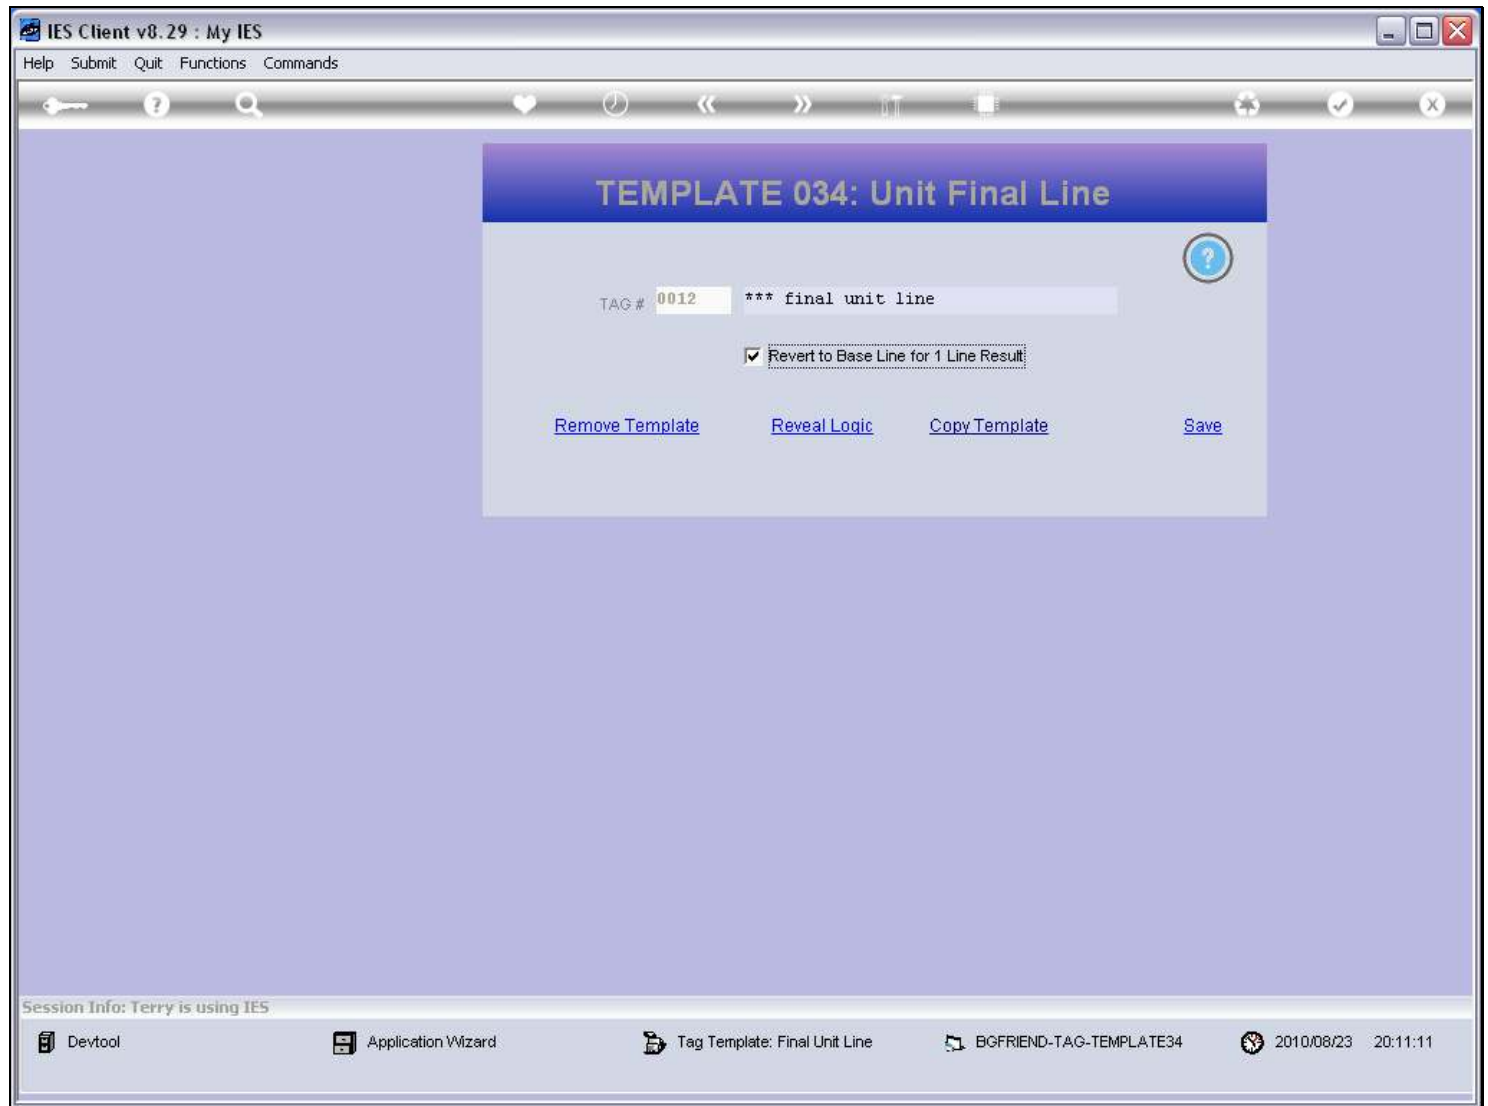 IES Client v8.29 : My IES
Help Submit Quit Functions Commands
TEMPLATE 034: Unit Final Line
TAG # 0012 *** final unit line
Revert to Base Line for 1 Line Result
Remove Template Reveal Logic Copy Template Save
Session Info: Terry is using IES
Devtool Application Wizard Tag Template: Final Unit Line BGFRIEND-TAG-TEMPLATE34 2010/08/23 20:11:11